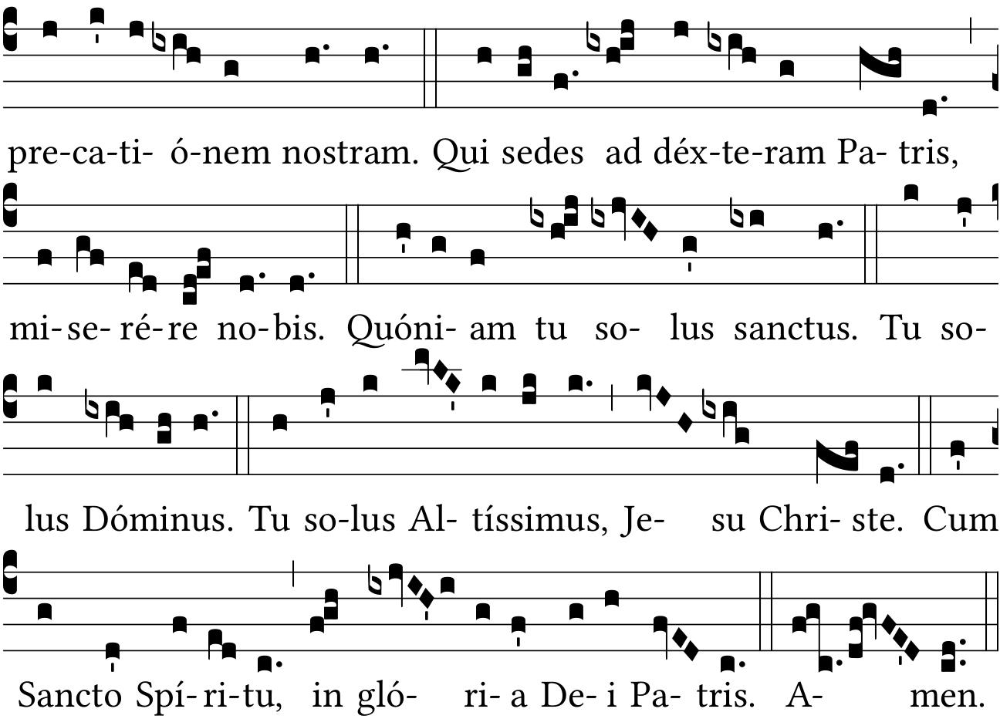 pre-ca-ti- ó-nem nostram. Qui sedes ad déx-te-ram Pa- tris,
mi-se- ré-re no-bis. Quóni- am tu so- lus sanctus. Tu so-
lus Dóminus. Tu so-lus Al- tíssimus, Je- su Chri- ste. Cum
Sancto Spí-ri-tu, in gló- ri- a De- i Pa- tris. A- men.